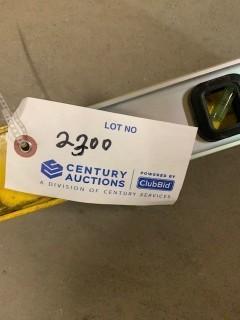 LOT NO
2300
CENTURY
AUCTIONS
POWERED BY
ClubBid
A DIVISION OF CENTURY SERVICES